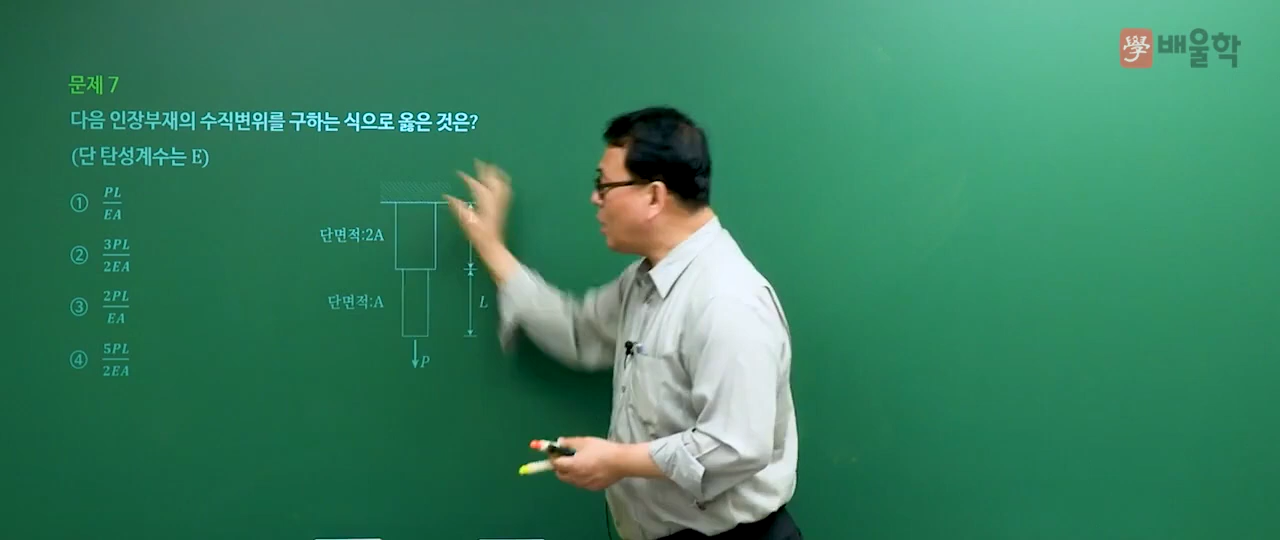 學 배울학
문제 7
다음 인장부재의 수직변위를 구하는 식으로 옳은 것은?
(단 탄성계수는 E)
① PL/EA
② 3PL/2EA
③ 2PL/EA
④ 5PL/2EA
단면적:2A
단면적:A
L
P